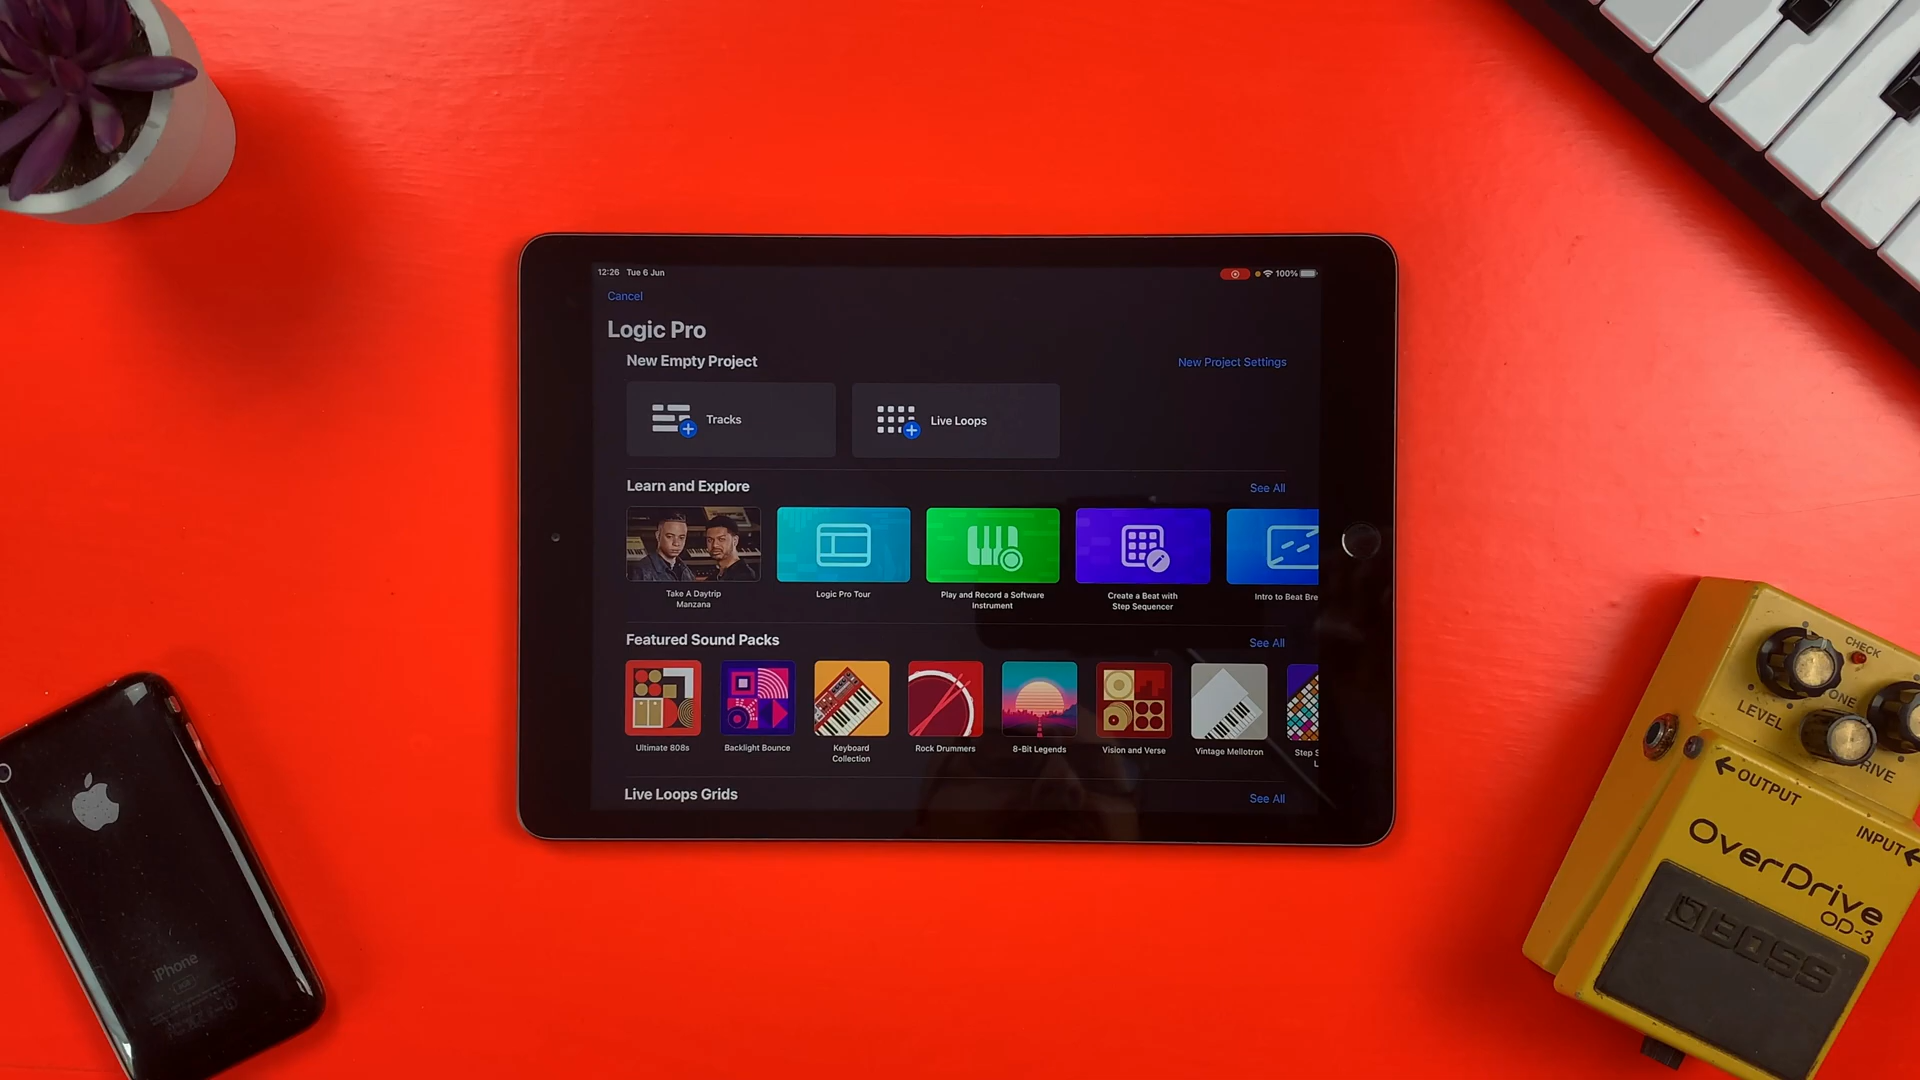 12:26 Tue 6 Jun
100%
Cancel
Logic Pro
New Empty Project
New Project Settings
Tracks
Live Loops
Learn and Explore
See All
Take A Daytrip
Manzana
Logic Pro Tour
Play and Record a Software
Instrument
Create a Beat with
Step Sequencer
Intro to Beat Bre
Featured Sound Packs
See All
Ultimate 808s
Backlight Bounce
Keyboard
Collection
Rock Drummers
8-Bit Legends
Vision and Verse
Vintage Mellotron
Step S
L
Live Loops Grids
See All
iPhone
CHECK
LEVEL
ONE
DRIVE
OUTPUT
INPUT
OverDrive
OD-3
BOSS